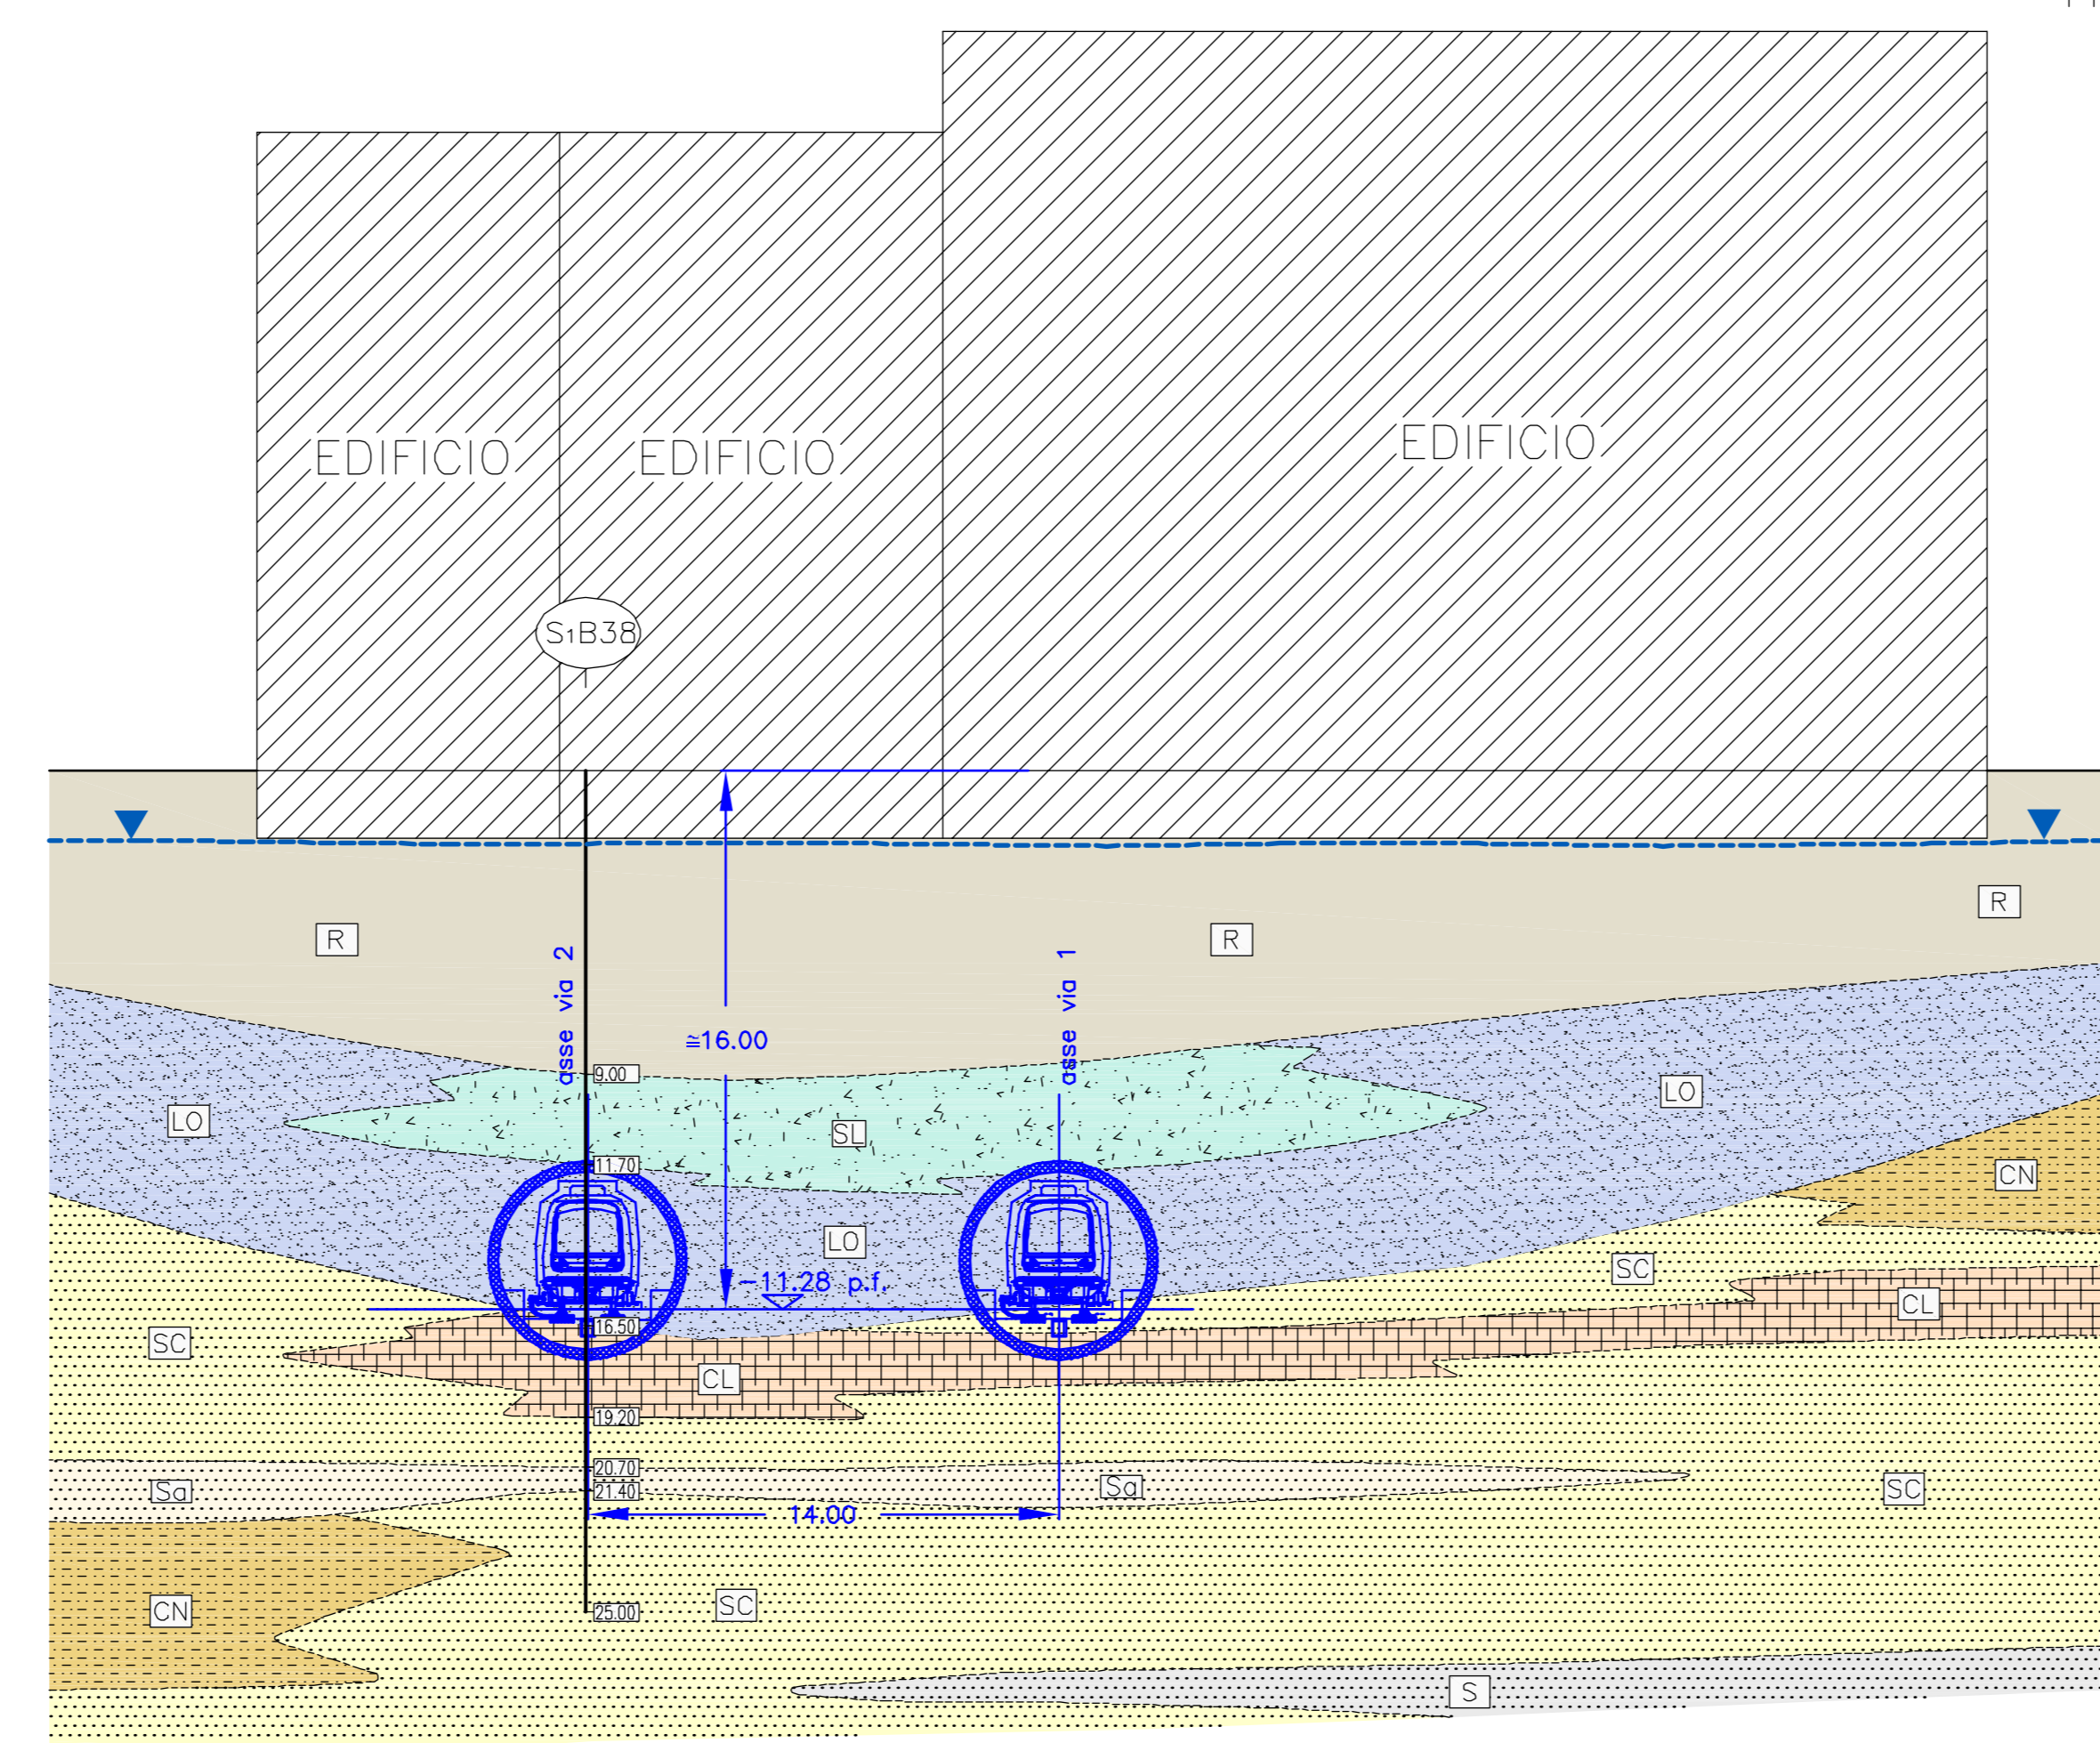 EDIFICIO
EDIFICIO
EDIFICIO
S1B38
R
R
R
asse via 2
asse via 1
≅16.00
9.00
LO
SL
LO
11.70
CN
LO
SC
-11.28 p.f.
CL
16.50
SC
CL
19.20
20.70
21.40
Sa
Sa
SC
14.00
CN
SC
25.00
S